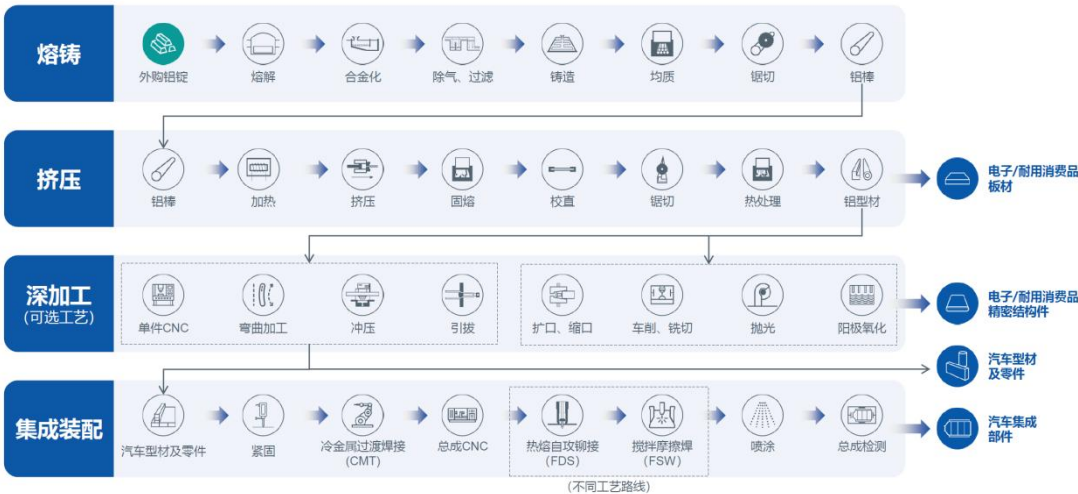 熔铸
外购铝锭
熔解
合金化
除气、过滤
铸造
均质
锯切
铝棒
挤压
铝棒
加热
挤压
固熔
校直
锯切
热处理
铝型材
电子/耐用消费品
板材
深加工
(可选工艺)
单件CNC
弯曲加工
冲压
引拔
扩口、缩口
车削、铣切
抛光
阳极氧化
电子/耐用消费品
精密结构件
汽车型材
及零件
集成装配
汽车型材及零件
紧固
冷金属过渡焊接
(CMT)
总成CNC
热熔自攻铆接
(FDS)
搅拌摩擦焊
(FSW)
喷涂
总成检测
汽车集成
部件
(不同工艺路线)